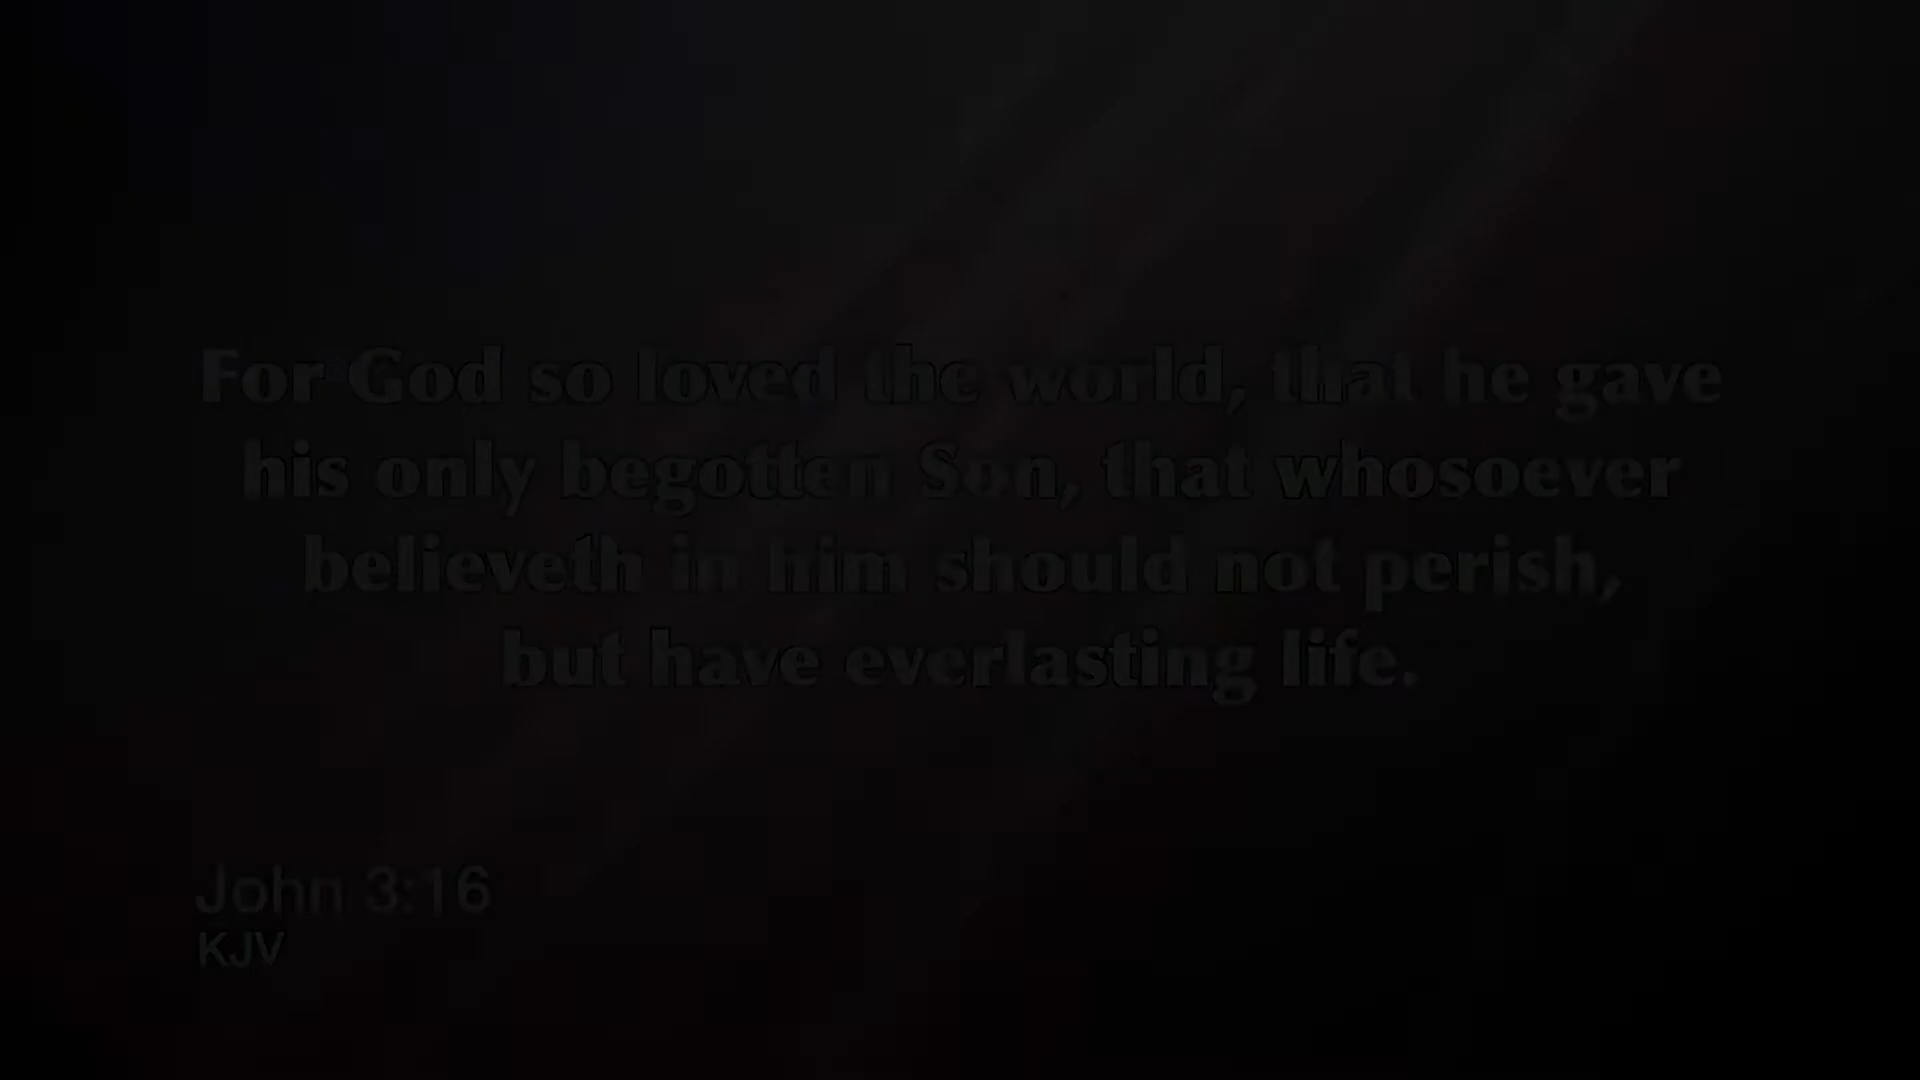 For God so loved the world, that he gave
his only begotten Son, that whosoever
believeth in him should not perish,
but have everlasting life.
John 3:16
KJV